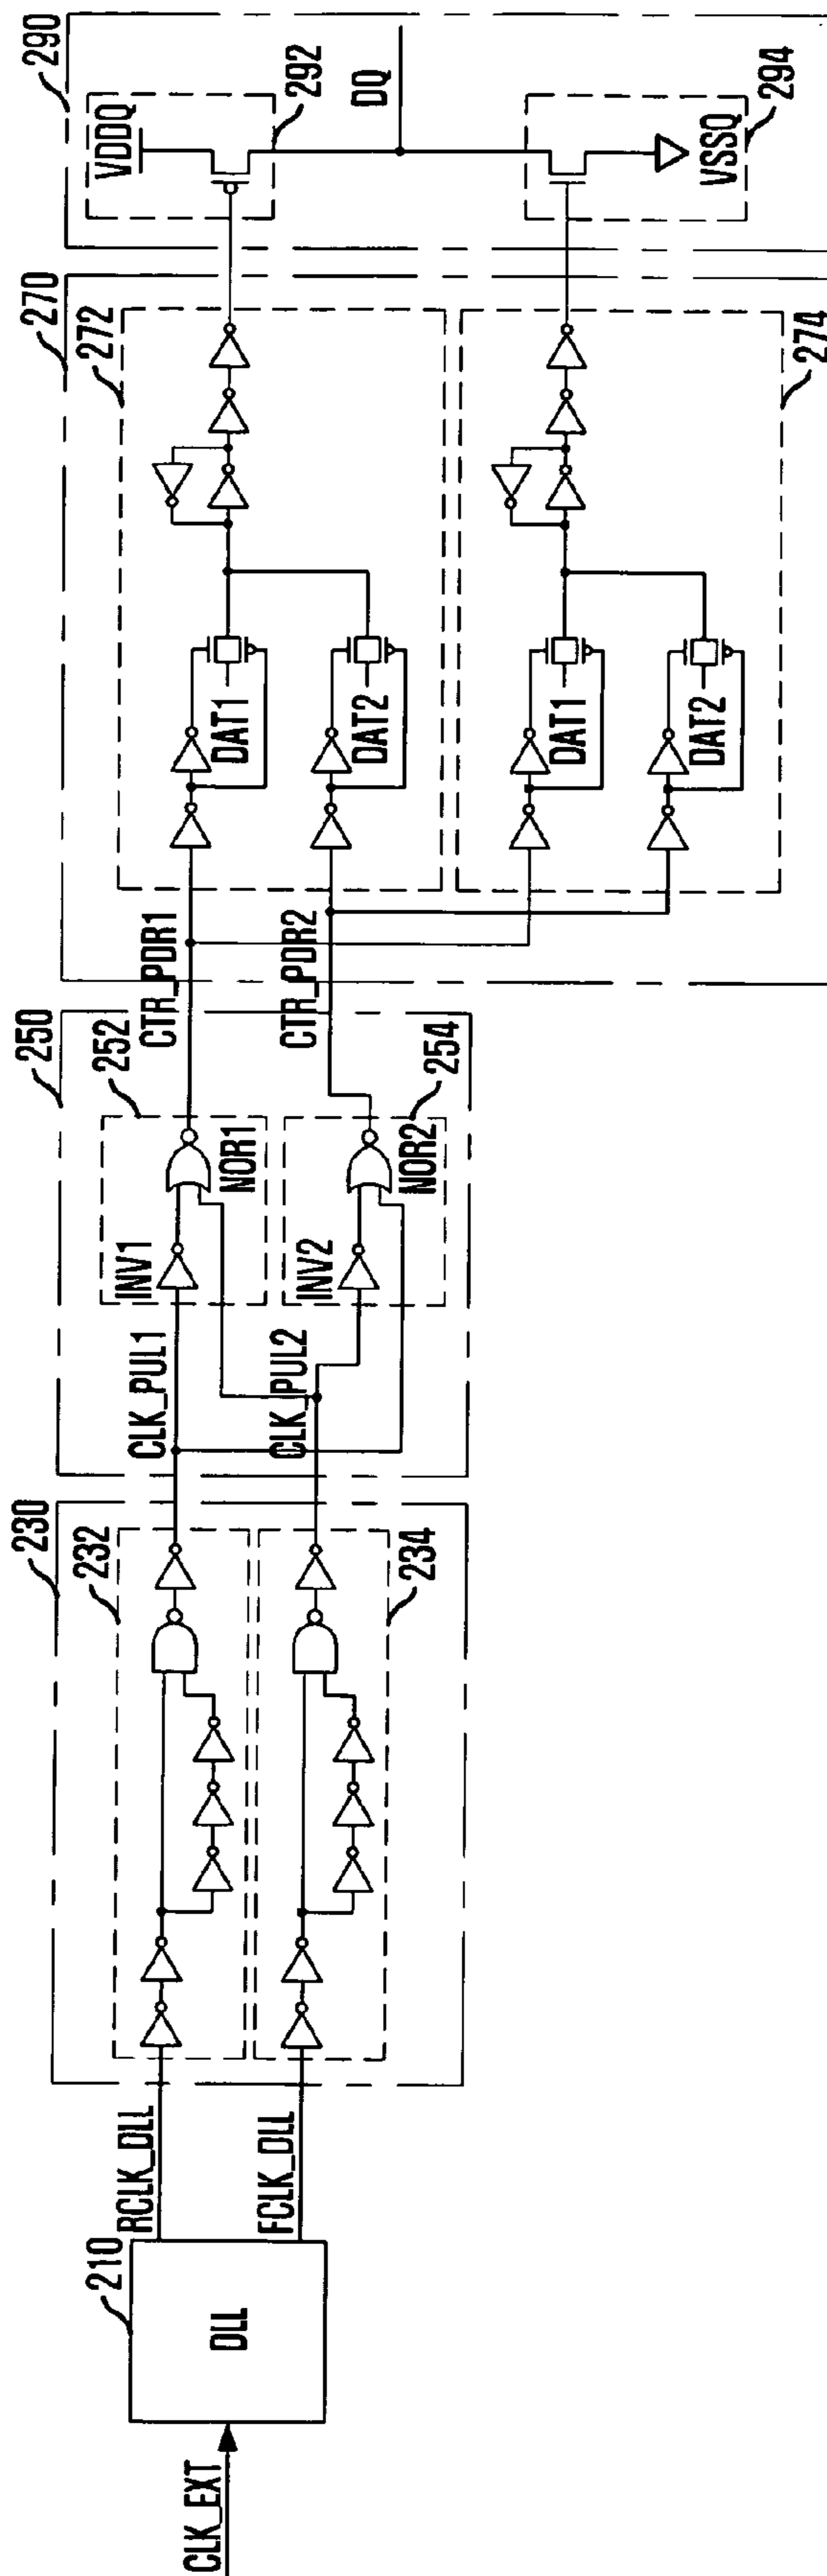 CLK_EXT
210
DLL
RCLK_DLL
FCLK_DLL
230
232
234
250
CLK_PUL1
CLK_PUL2
252
INV1
NOR1
INV2
NOR2
254
CTR_PDR1
CTR_PDR2
270
272
DAT1
DAT2
DAT1
DAT2
274
290
VDDQ
292
DQ
VSSQ
294